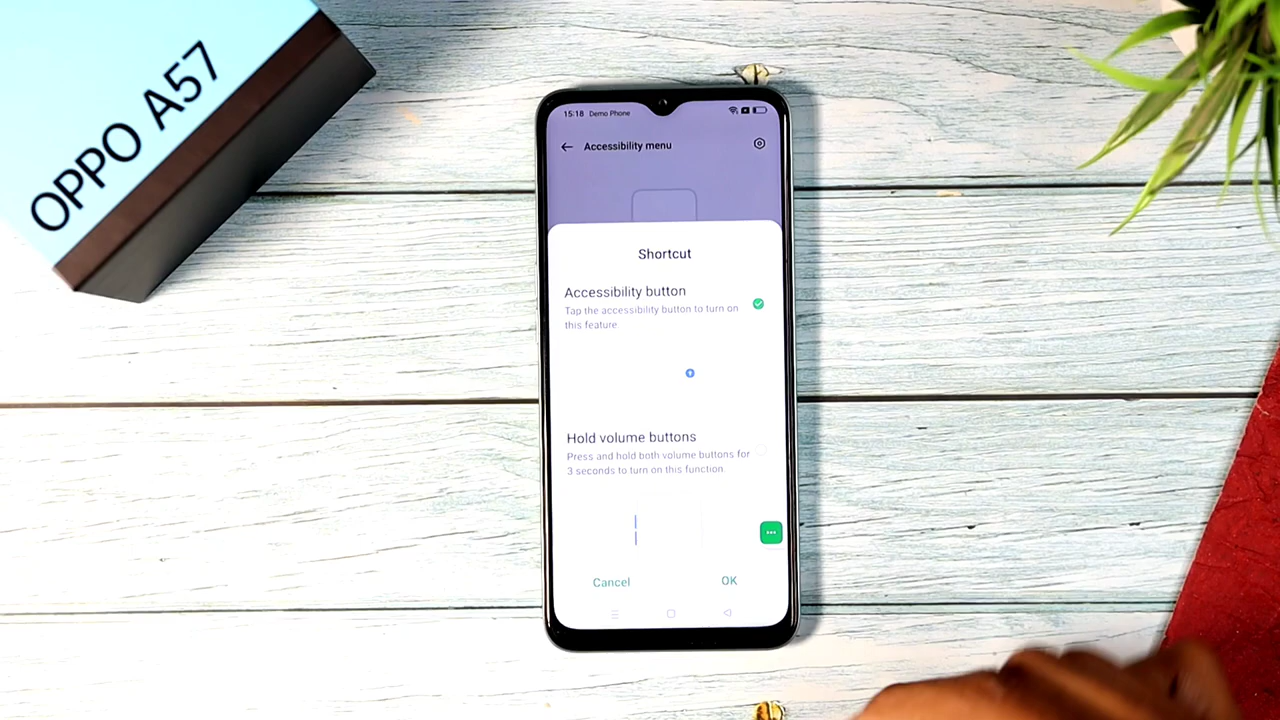 OPPO A57
15:18 Demo Phone
Accessibility menu
Shortcut
Accessibility button
Tap the accessibility button to turn on
this feature.
Hold volume buttons
Press and hold both volume buttons for
3 seconds to turn on this function.
Cancel OK